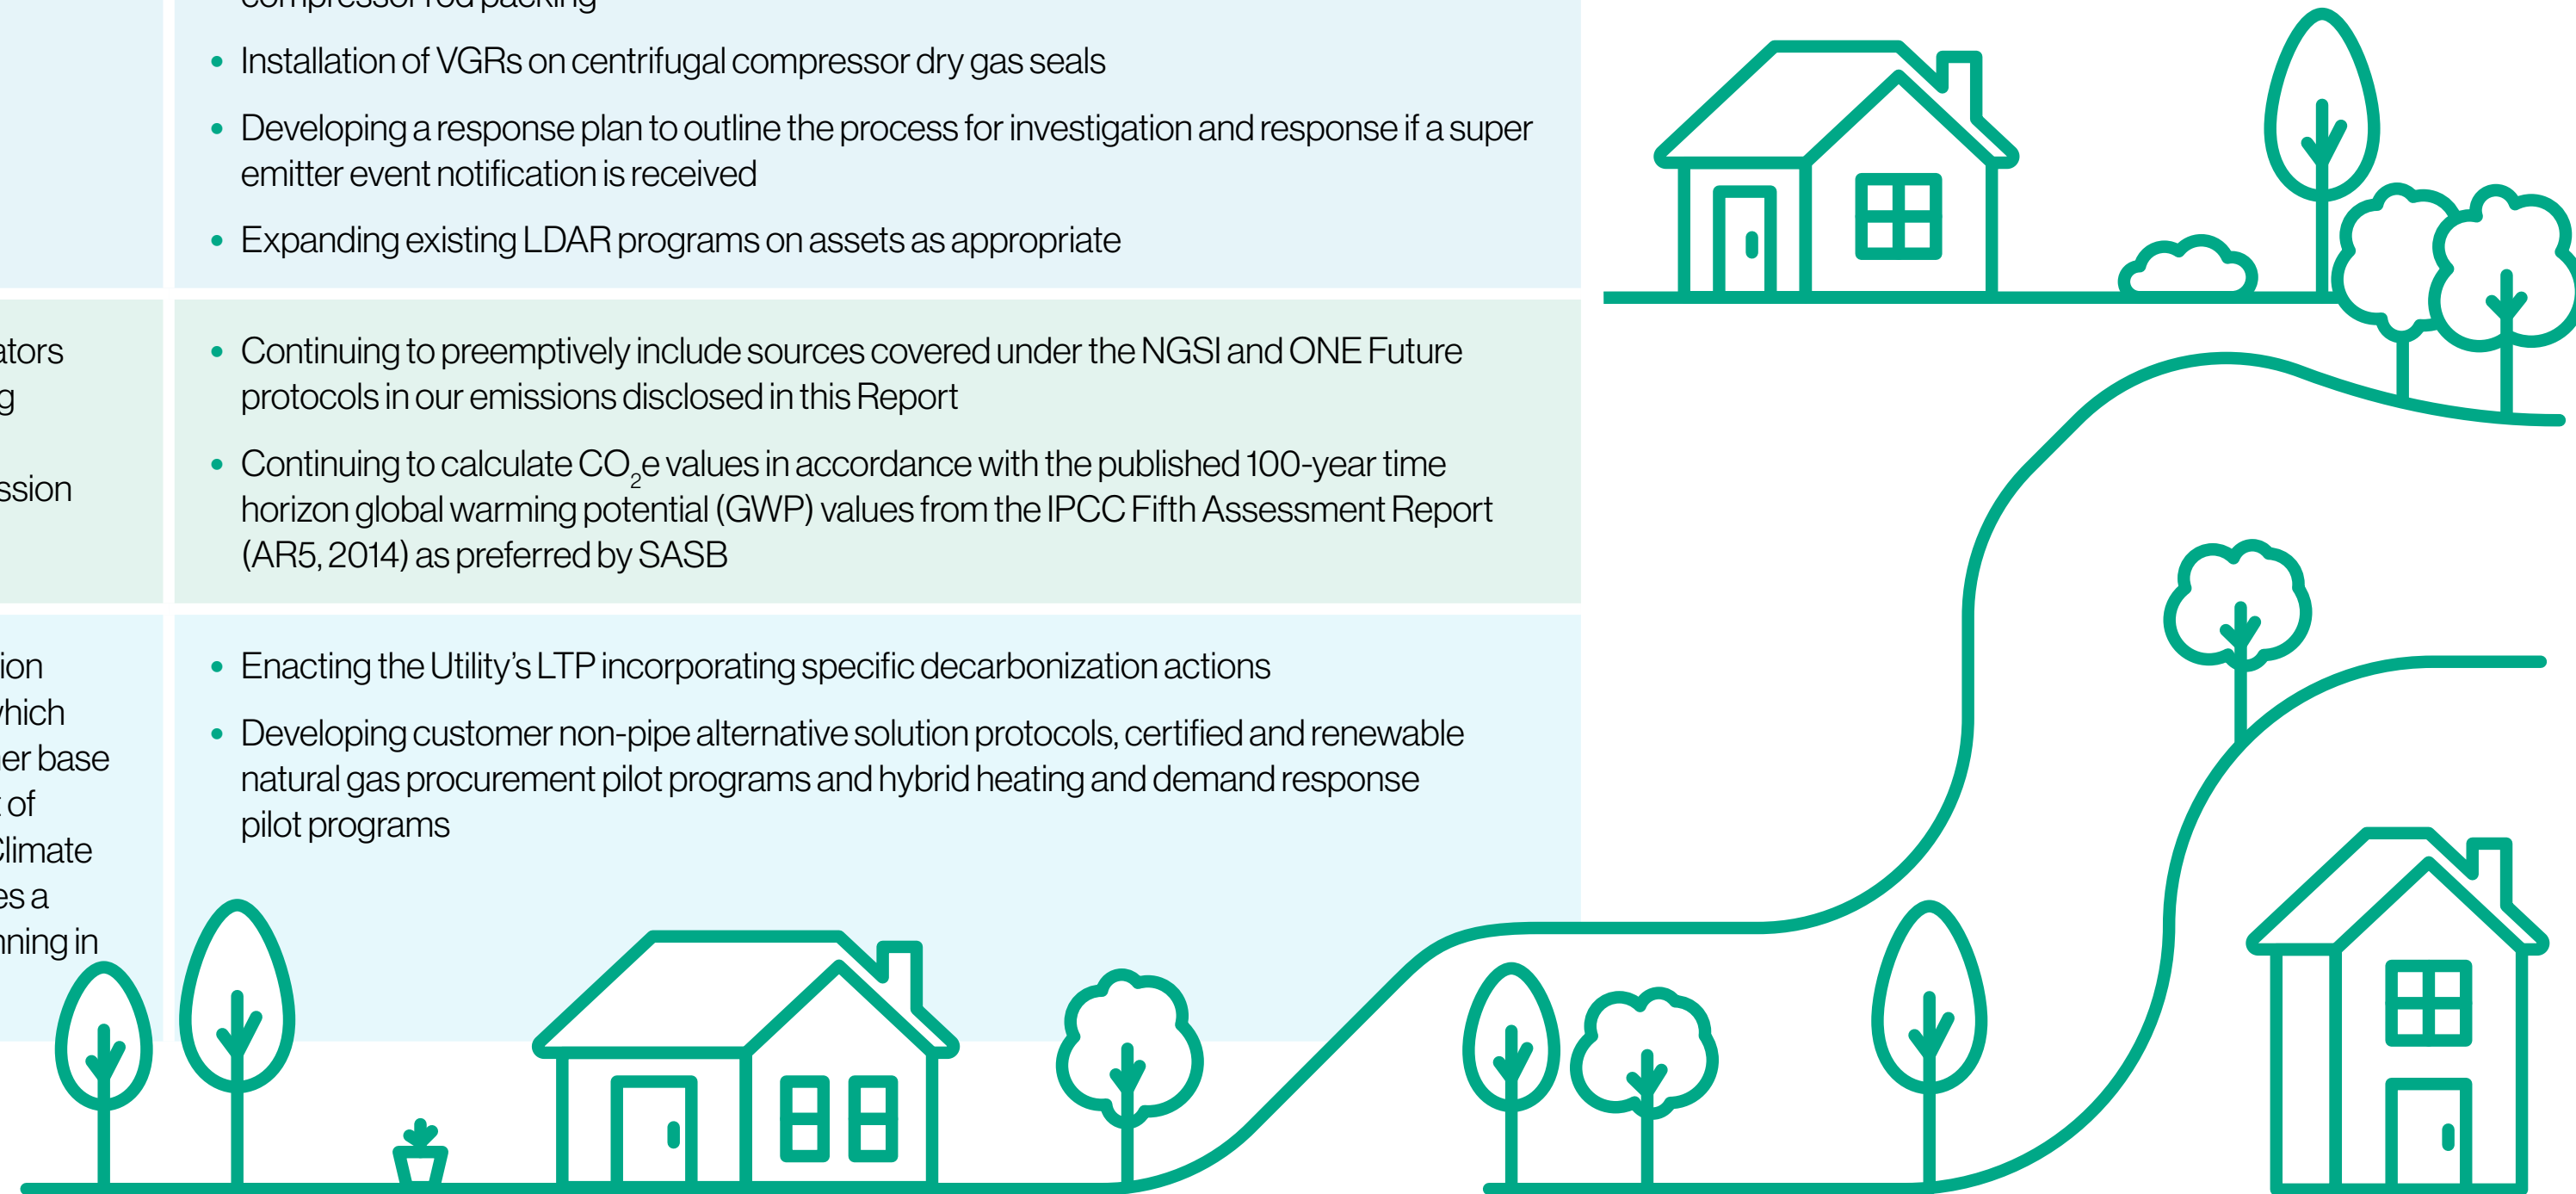 compressor rod packing
• Installation of VGRs on centrifugal compressor dry gas seals
• Developing a response plan to outline the process for investigation and response if a super
emitter event notification is received
• Expanding existing LDAR programs on assets as appropriate
ators
g
ssion
• Continuing to preemptively include sources covered under the NGSI and ONE Future
protocols in our emissions disclosed in this Report
• Continuing to calculate CO₂e values in accordance with the published 100-year time
horizon global warming potential (GWP) values from the IPCC Fifth Assessment Report
(AR5, 2014) as preferred by SASB
ion
which
er base
t of
Climate
es a
nning in
• Enacting the Utility’s LTP incorporating specific decarbonization actions
• Developing customer non-pipe alternative solution protocols, certified and renewable
natural gas procurement pilot programs and hybrid heating and demand response
pilot programs